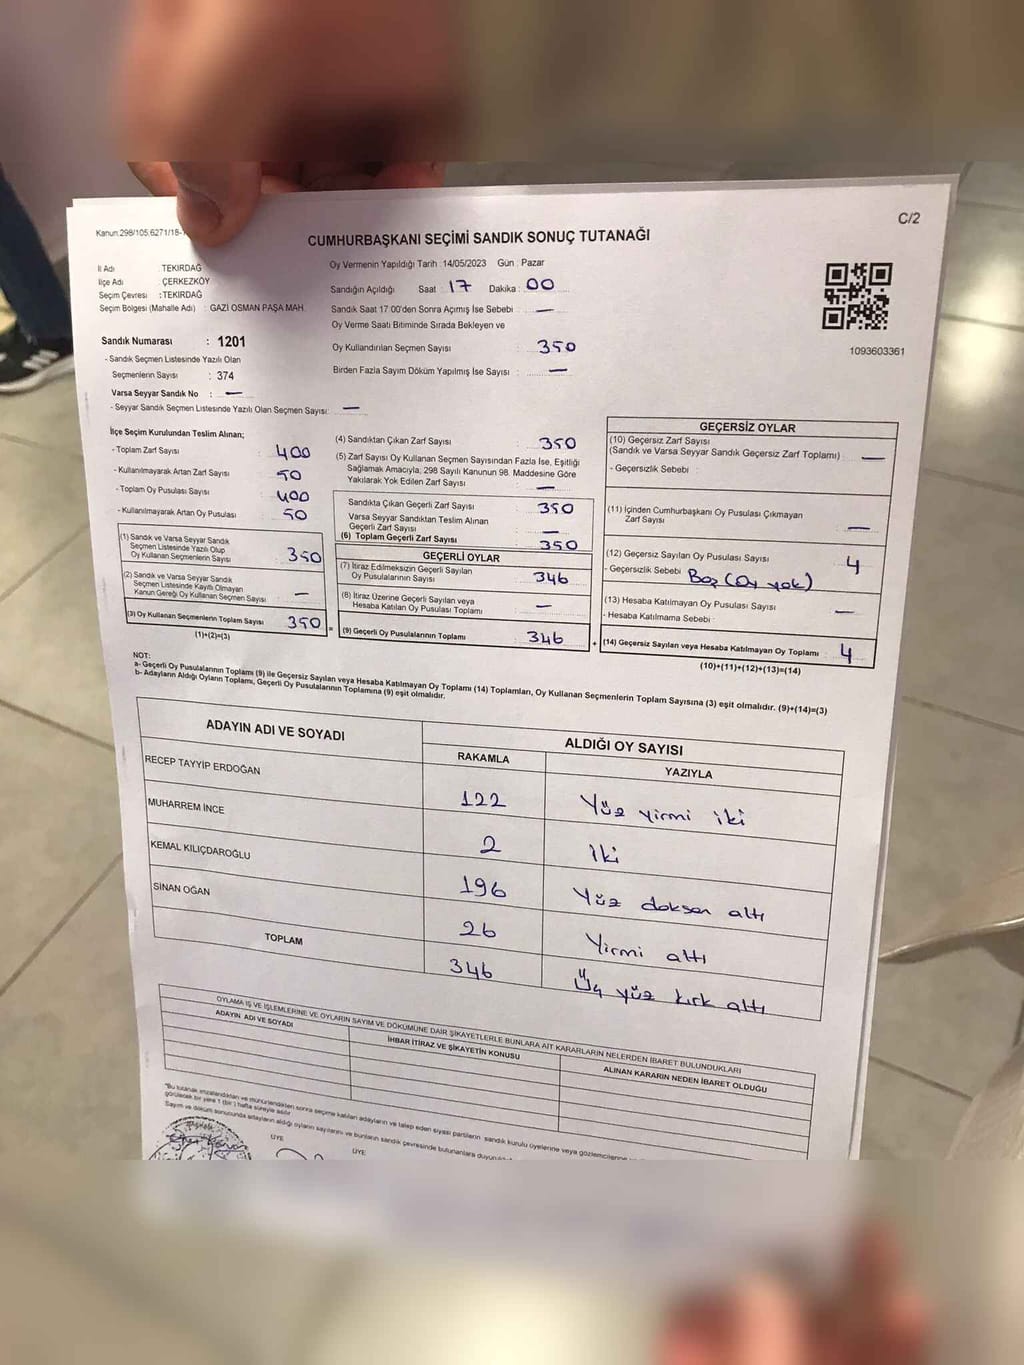 Kanun.298/105,6271/18-
C/2
CUMHURBAŞKANI SEÇİMİ SANDIK SONUÇ TUTANAĞI
İl Adı : TEKİRDAĞ
İlçe Adı : ÇERKEZKÖY
Seçim Çevresi : TEKİRDAĞ
Seçim Bölgesi (Mahalle Adı) : GAZİ OSMAN PAŞA MAH.
Oy Vermenin Yapıldığı Tarih : 14/05/2023 Gün : Pazar
Sandığın Açıldığı Saat : 17 Dakika : 00
Sandık Saat 17:00'den Sonra Açımış İse Sebebi : —
Oy Verme Saati Bitiminde Sırada Bekleyen ve
Oy Kullandırılan Seçmen Sayısı : 350
Birden Fazla Sayım Döküm Yapılmış İse Sayısı : —
1093603361
Sandık Numarası : 1201
- Sandık Seçmen Listesinde Yazılı Olan
Seçmenlerin Sayısı : 374
Varsa Seyyar Sandık No : —
- Seyyar Sandık Seçmen Listesinde Yazılı Olan Seçmen Sayısı: —
İlçe Seçim Kurulundan Teslim Alınan;
- Toplam Zarf Sayısı : 400
- Kullanılmayarak Artan Zarf Sayısı : 50
- Toplam Oy Pusulası Sayısı : 400
- Kullanılmayarak Artan Oy Pusulası : 50
(1) Sandık ve Varsa Seyyar Sandık
Seçmen Listesinde Yazılı Olup
Oy Kullanan Seçmenlerin Sayısı : 350
(2) Sandık ve Varsa Seyyar Sandık
Seçmen Listesinde Kayıtlı Olmayan
Kanun Gereği Oy Kullanan Seçmen Sayısı : —
(3) Oy Kullanan Seçmenlerin Toplam Sayısı : 350 =
(1)+(2)=(3)
(4) Sandıktan Çıkan Zarf Sayısı : 350
(5) Zarf Sayısı Oy Kullanan Seçmen Sayısından Fazla İse, Eşitliği
Sağlamak Amacıyla, 298 Sayılı Kanunun 98. Maddesine Göre
Yakılarak Yok Edilen Zarf Sayısı : —
Sandıkta Çıkan Geçerli Zarf Sayısı : 350
Varsa Seyyar Sandıktan Teslim Alınan
Geçerli Zarf Sayısı : —
(6) Toplam Geçerli Zarf Sayısı : 350
GEÇERLİ OYLAR
(7) İtiraz Edilmeksizin Geçerli Sayılan
Oy Pusulalarının Sayısı : 346
(8) İtiraz Üzerine Geçerli Sayılan veya
Hesaba Katılan Oy Pusulası Toplamı : —
(9) Geçerli Oy Pusulalarının Toplamı : 346 +
GEÇERSİZ OYLAR
(10) Geçersiz Zarf Sayısı
(Sandık ve Varsa Seyyar Sandık Geçersiz Zarf Toplamı) : —
- Geçersizlik Sebebi :
(11) İçinden Cumhurbaşkanı Oy Pusulası Çıkmayan
Zarf Sayısı : —
(12) Geçersiz Sayılan Oy Pusulası Sayısı : 4
- Geçersizlik Sebebi Boş (Oy yok)
(13) Hesaba Katılmayan Oy Pusulası Sayısı : —
- Hesaba Katılmama Sebebi :
(14) Geçersiz Sayılan veya Hesaba Katılmayan Oy Toplamı : 4
(10)+(11)+(12)+(13)=(14)
NOT:
a- Geçerli Oy Pusulalarının Toplamı (9) ile Geçersiz Sayılan veya Hesaba Katılmayan Oy Toplamı (14) Toplamları, Oy Kullanan Seçmenlerin Toplam Sayısına (3) eşit olmalıdır. (9)+(14)=(3)
b- Adayların Aldığı Oyların Toplamı, Geçerli Oy Pusulalarının Toplamına (9) eşit olmalıdır.
ADAYIN ADI VE SOYADI
ALDIĞI OY SAYISI
RAKAMLA YAZIYLA
RECEP TAYYİP ERDOĞAN 122 Yüz yirmi iki
MUHARREM İNCE 2 İki
KEMAL KILIÇDAROĞLU 196 Yüz doksan altı
SİNAN OĞAN 26 Yirmi altı
TOPLAM 346 Üç yüz kırk altı
OYLAMA İŞ VE İŞLEMLERİNE VE OYLARIN SAYIM VE DÖKÜMÜNE DAİR ŞİKAYETLERLE BUNLARA AİT KARARLARIN NELERDEN İBARET BULUNDUKLARI
ADAYIN ADI VE SOYADI İHBAR İTİRAZ VE ŞİKAYETİN KONUSU ALINAN KARARIN NEDEN İBARET OLDUĞU
"Bu tutanak imzalandıktan ve mühürlendikten sonra seçime katılan adayların ve talep eden siyasi partilerin sandık kurulu üyelerine veya gözlemcilerine
görülecek bir yere 1 (bir) hafta süreyle asılır.
Sayım ve döküm sonucunda adayların aldığı oyların sayılarını ve bunların sandık çevresinde bulunanlara
ÜYE
ÜYE